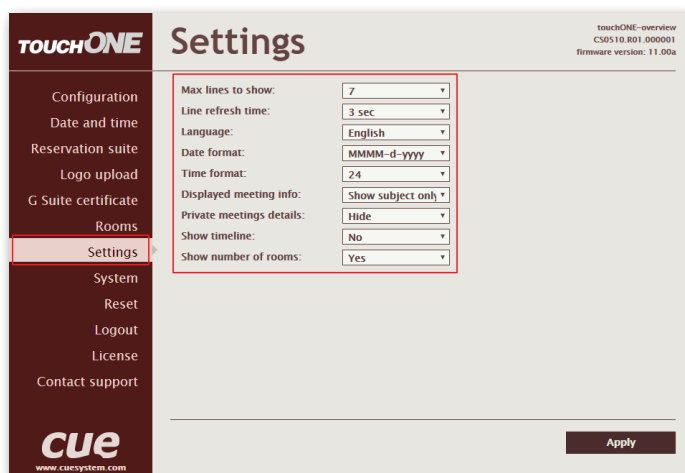 TOUCHONE
Settings
touchONE-overview
CS0510.R01.000001
firmware version: 11.00a
Configuration
Date and time
Reservation suite
Logo upload
G Suite certificate
Rooms
Settings
System
Reset
Logout
License
Contact support
Max lines to show: 7
Line refresh time: 3 sec
Language: English
Date format: MMMM-d-yyyy
Time format: 24
Displayed meeting info: Show subject only
Private meetings details: Hide
Show timeline: No
Show number of rooms: Yes
cue
www.cuesystem.com
Apply